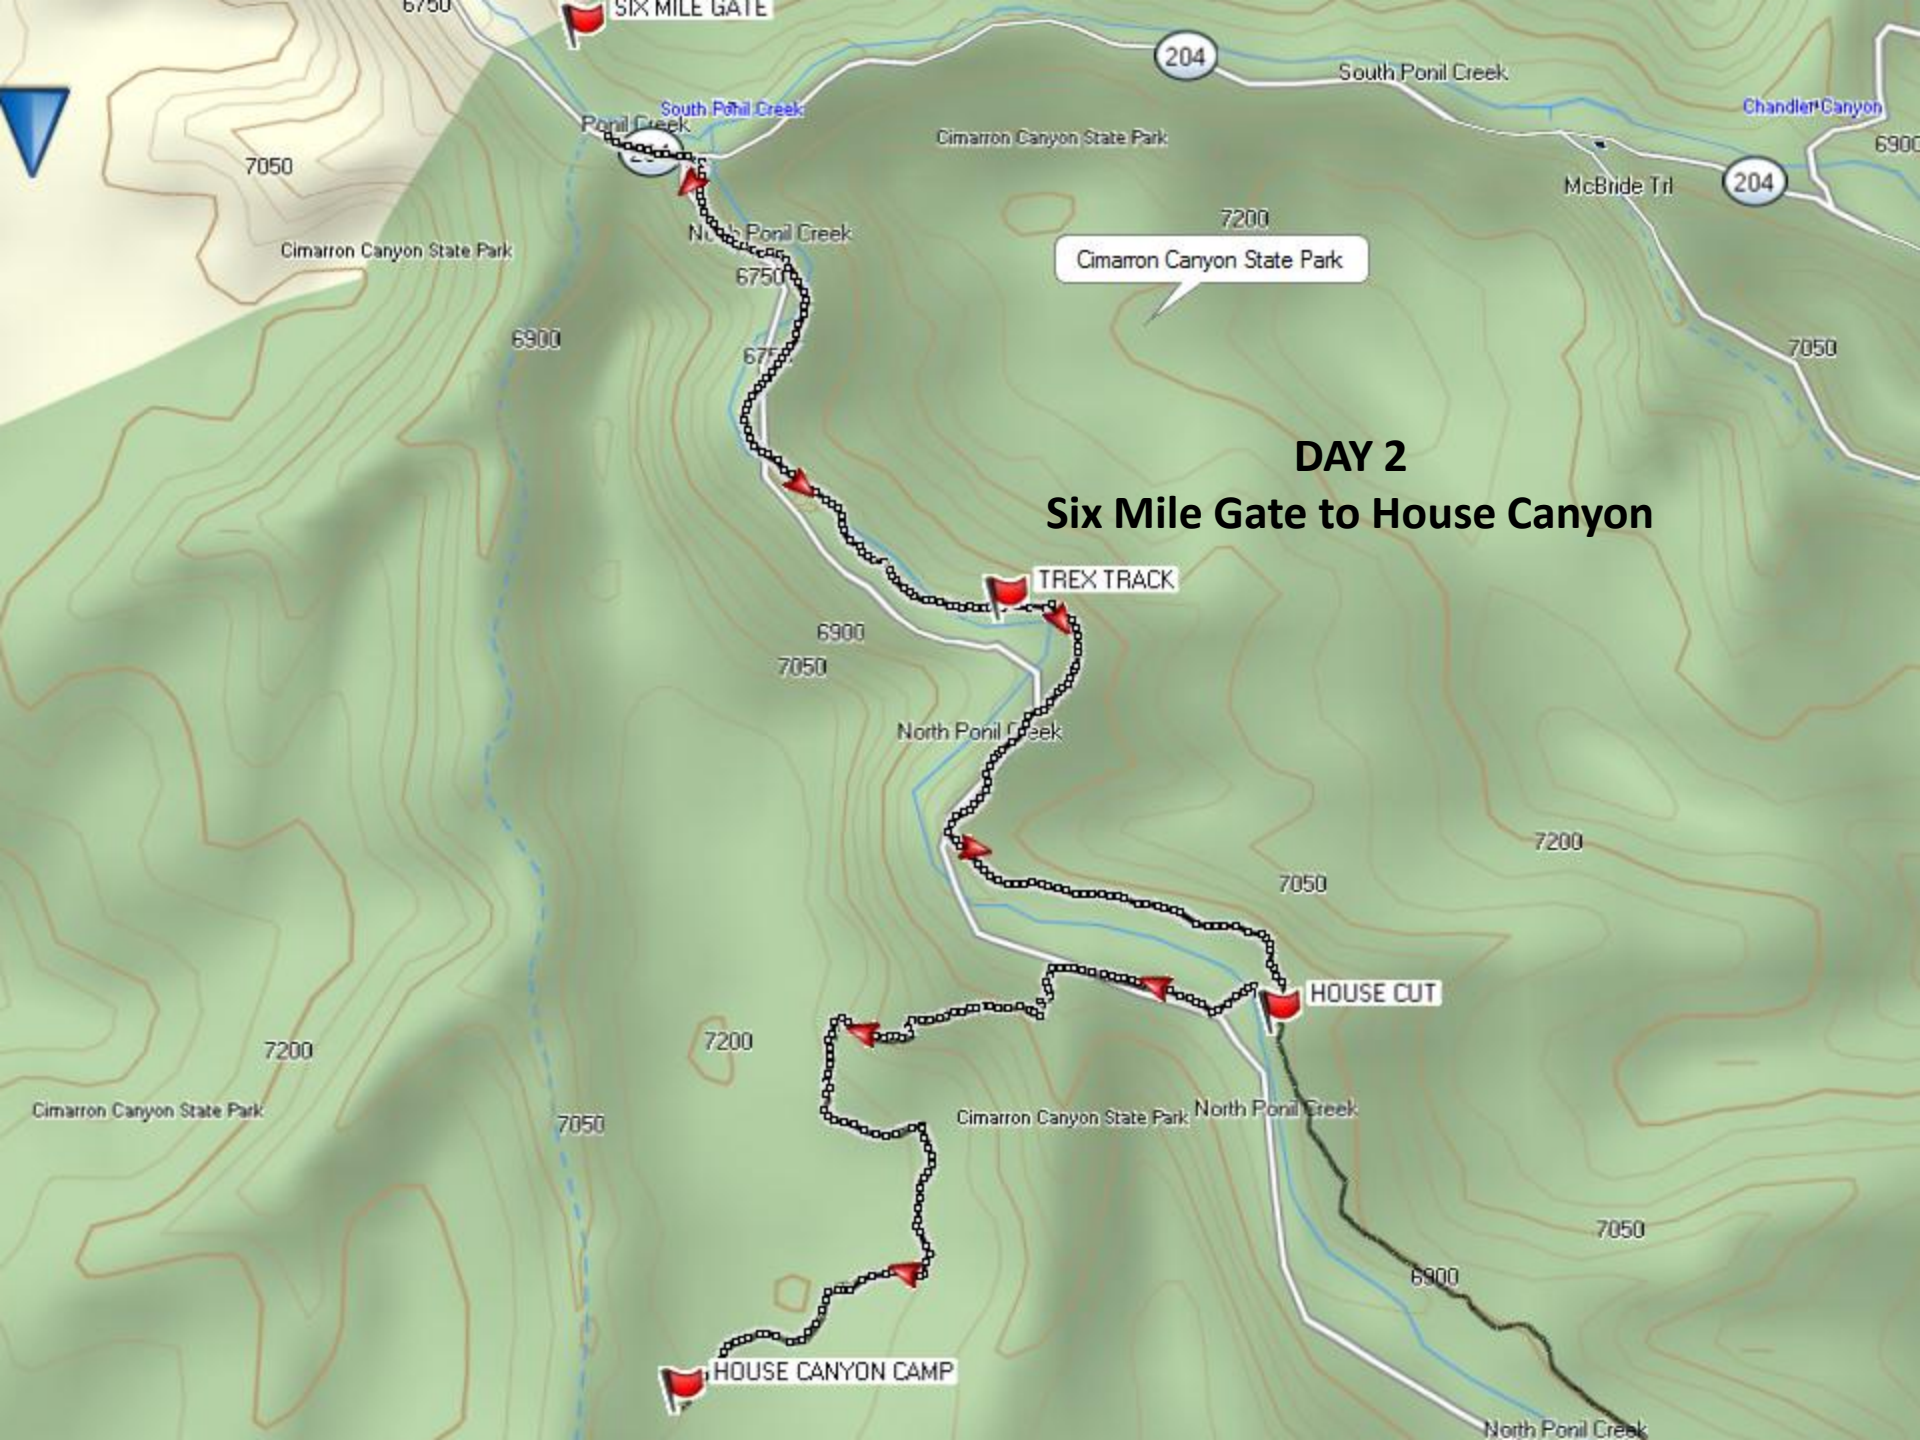 6750
SIX MILE GATE
204
South Ponil Creek
South Ponil Creek
Chandler Canyon
Ponil Creek
Cimarron Canyon State Park
6900
7050
McBride Trl
204
7200
North Ponil Creek
Cimarron Canyon State Park
Cimarron Canyon State Park
6750
6900
7050
DAY 2
Six Mile Gate to House Canyon
TREX TRACK
6900
7050
North Ponil Creek
7200
7050
HOUSE CUT
7200
7200
Cimarron Canyon State Park
Cimarron Canyon State Park
North Ponil Creek
7050
7050
6900
HOUSE CANYON CAMP
North Ponil Creek